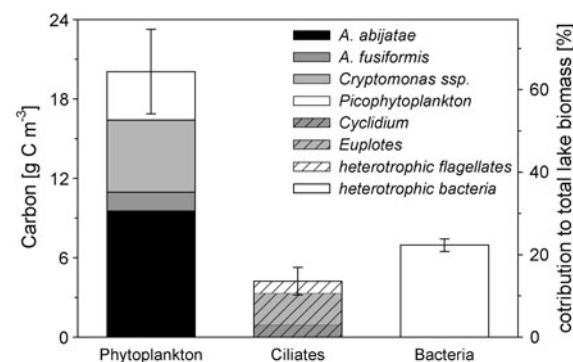 24
18
12
6
0
Carbon [g C m-3]
A. abijatae
A. fusiformis
Cryptomonas ssp.
Picophytoplankton
Cyclidium
Euplotes
heterotrophic flagellates
heterotrophic bacteria
60
40
20
0
cotribution to total lake biomass [%]
Phytoplankton Ciliates Bacteria